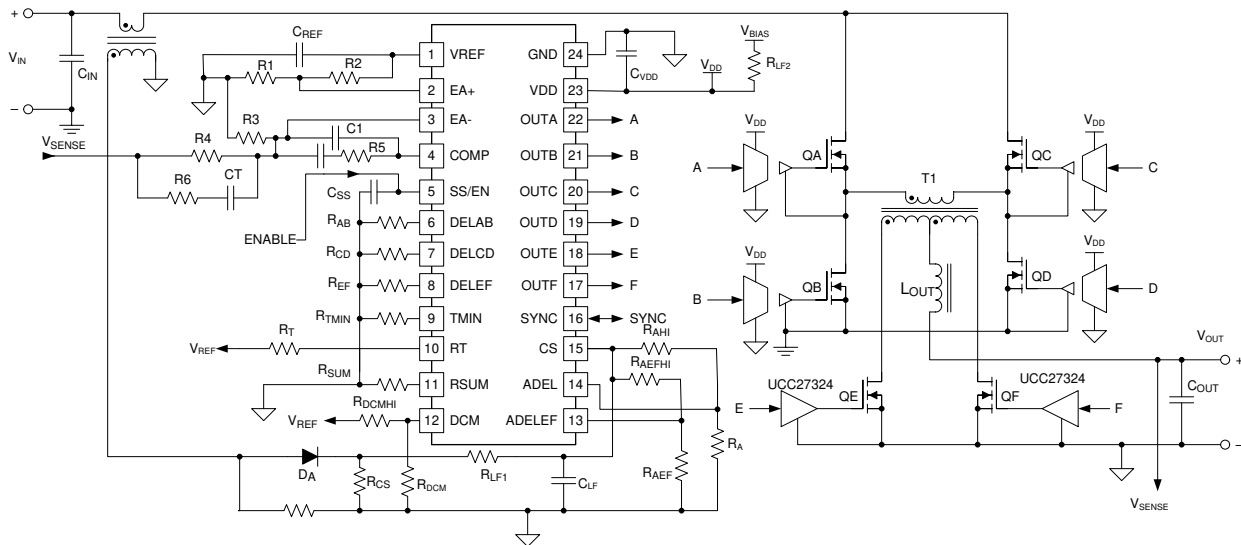 +
VIN
−
CIN
VSENSE
CREF
R1
R2
R3
R4
R6
CT
C1
R5
CSS
ENABLE
RAB
RCD
REF
RTMIN
RT
VREF
RSUM
RDCMHI
VREF
DA
RCS
RDCM
RLF1
CLF
1 VREF
2 EA+
3 EA-
4 COMP
5 SS/EN
6 DELAB
7 DELCD
8 DELEF
9 TMIN
10 RT
11 RSUM
12 DCM
GND 24
VDD 23
OUTA 22 A
OUTB 21 B
OUTC 20 C
OUTD 19 D
OUTE 18 E
OUTF 17 F
SYNC 16 SYNC
CS 15
ADEL 14
ADELEF 13
CVDD
VDD
VBIAS
RLF2
RAHI
RAEFHI
RA
RAEF
VDD
A
QA
T1
QC
VDD
C
VDD
B
QB
LOUT
QD
VDD
D
UCC27324
E
QE
QF
UCC27324
F
VOUT
+
COUT
−
VSENSE